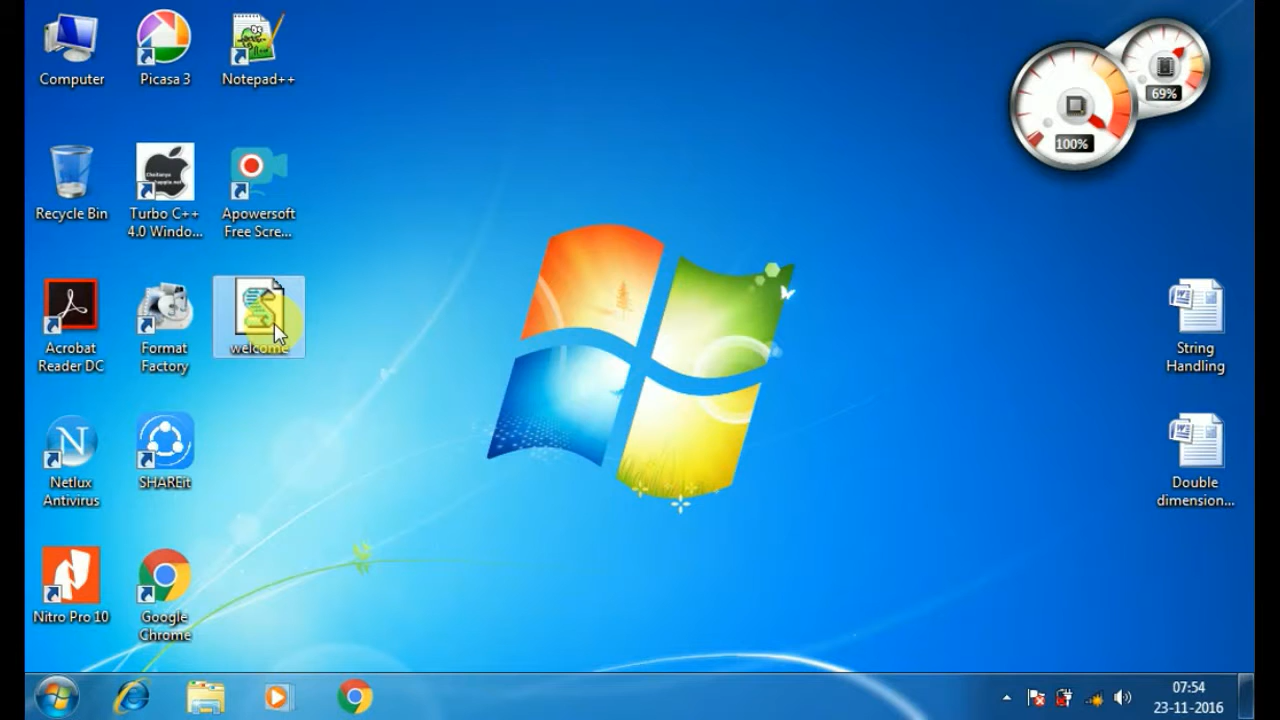 Computer
Picasa 3
Notepad++
69%
100%
Recycle Bin
Turbo C++
4.0 Windo...
Apowersoft
Free Scre...
Acrobat
Reader DC
Format
Factory
welcome
String
Handling
Netlux
Antivirus
SHAREit
Double
dimension...
Nitro Pro 10
Google
Chrome
07:54
23-11-2016